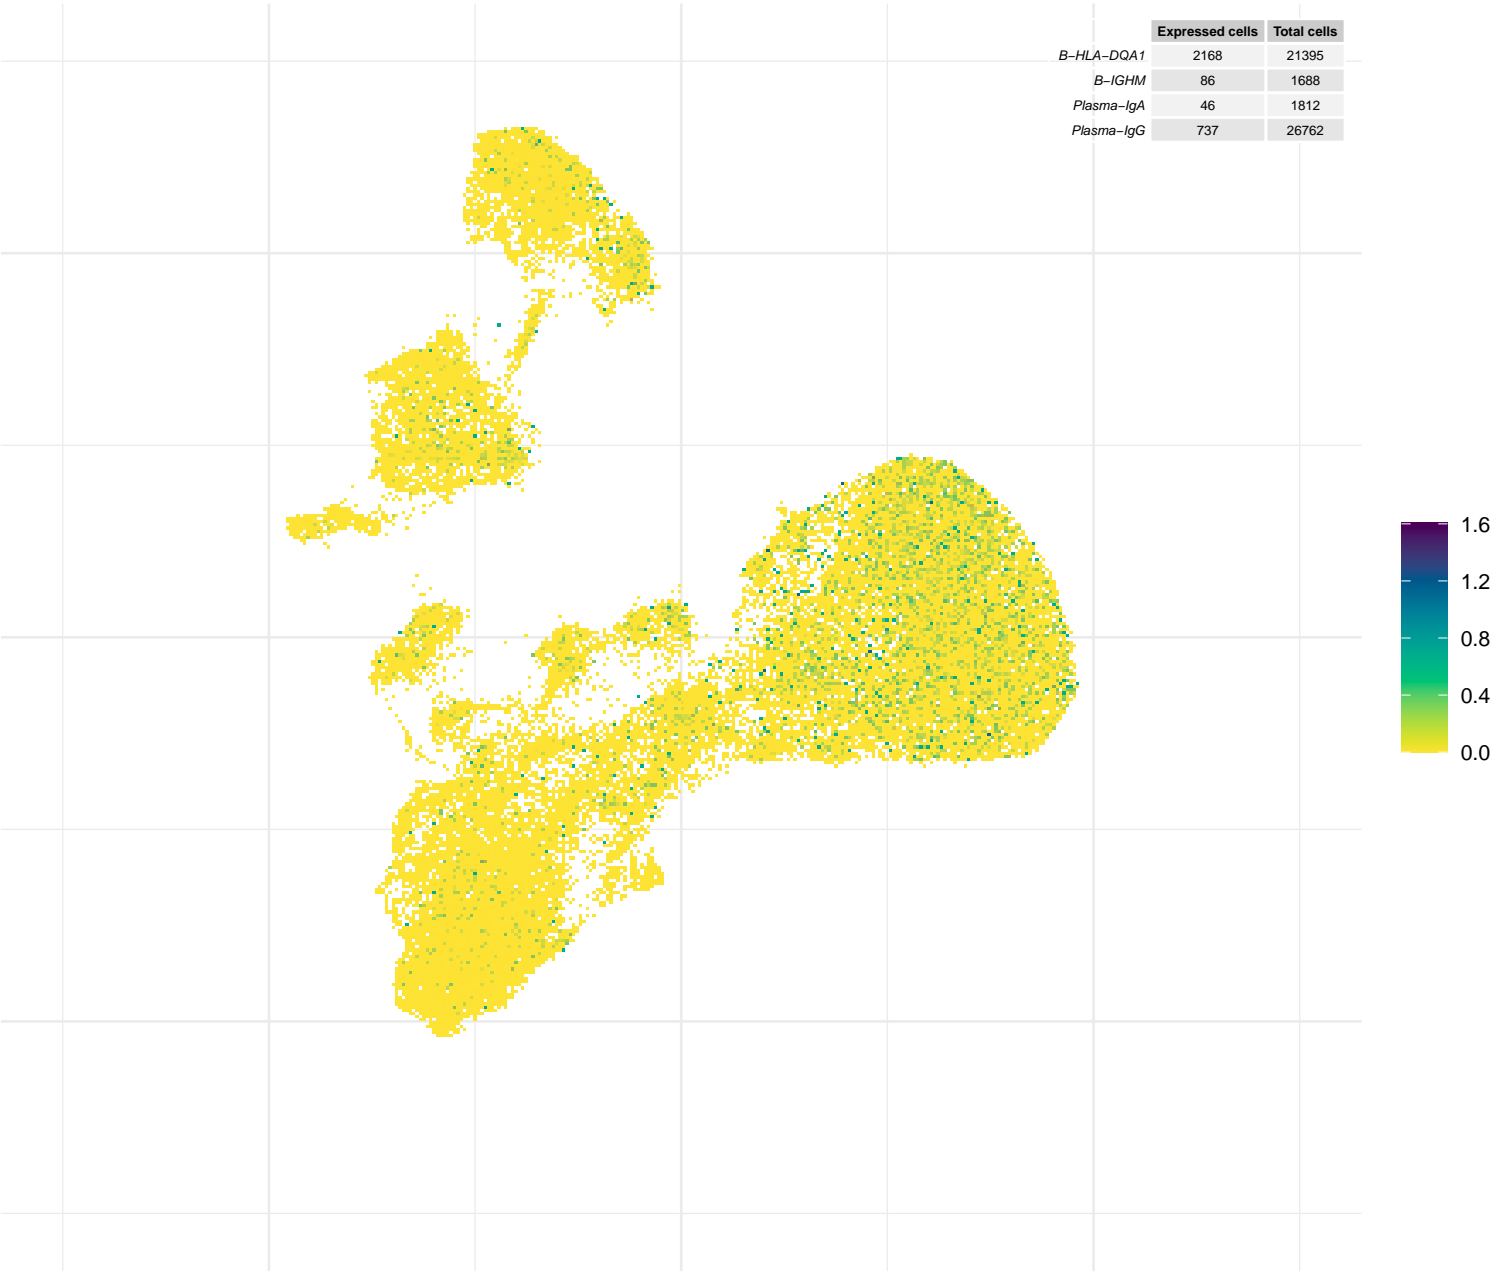 Expressed cells Total cells
B−HLA−DQA1 2168 21395
B−IGHM 86 1688
Plasma−IgA 46 1812
Plasma−IgG 737 26762
1.6
1.2
0.8
0.4
0.0